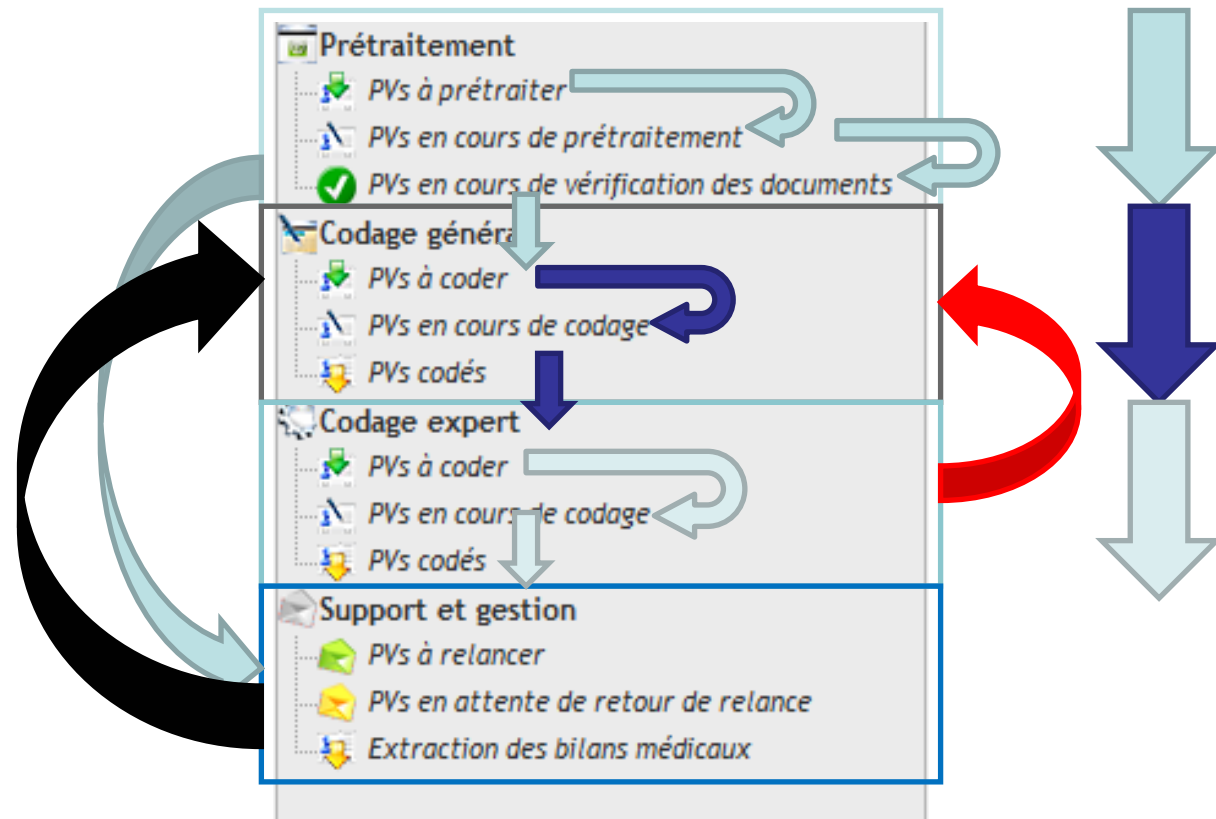 Prétraitement
PVs à prétraiter
PVs en cours de prétraitement
PVs en cours de vérification des documents
Codage général
PVs à coder
PVs en cours de codage
PVs codés
Codage expert
PVs à coder
PVs en cours de codage
PVs codés
Support et gestion
PVs à relancer
PVs en attente de retour de relance
Extraction des bilans médicaux